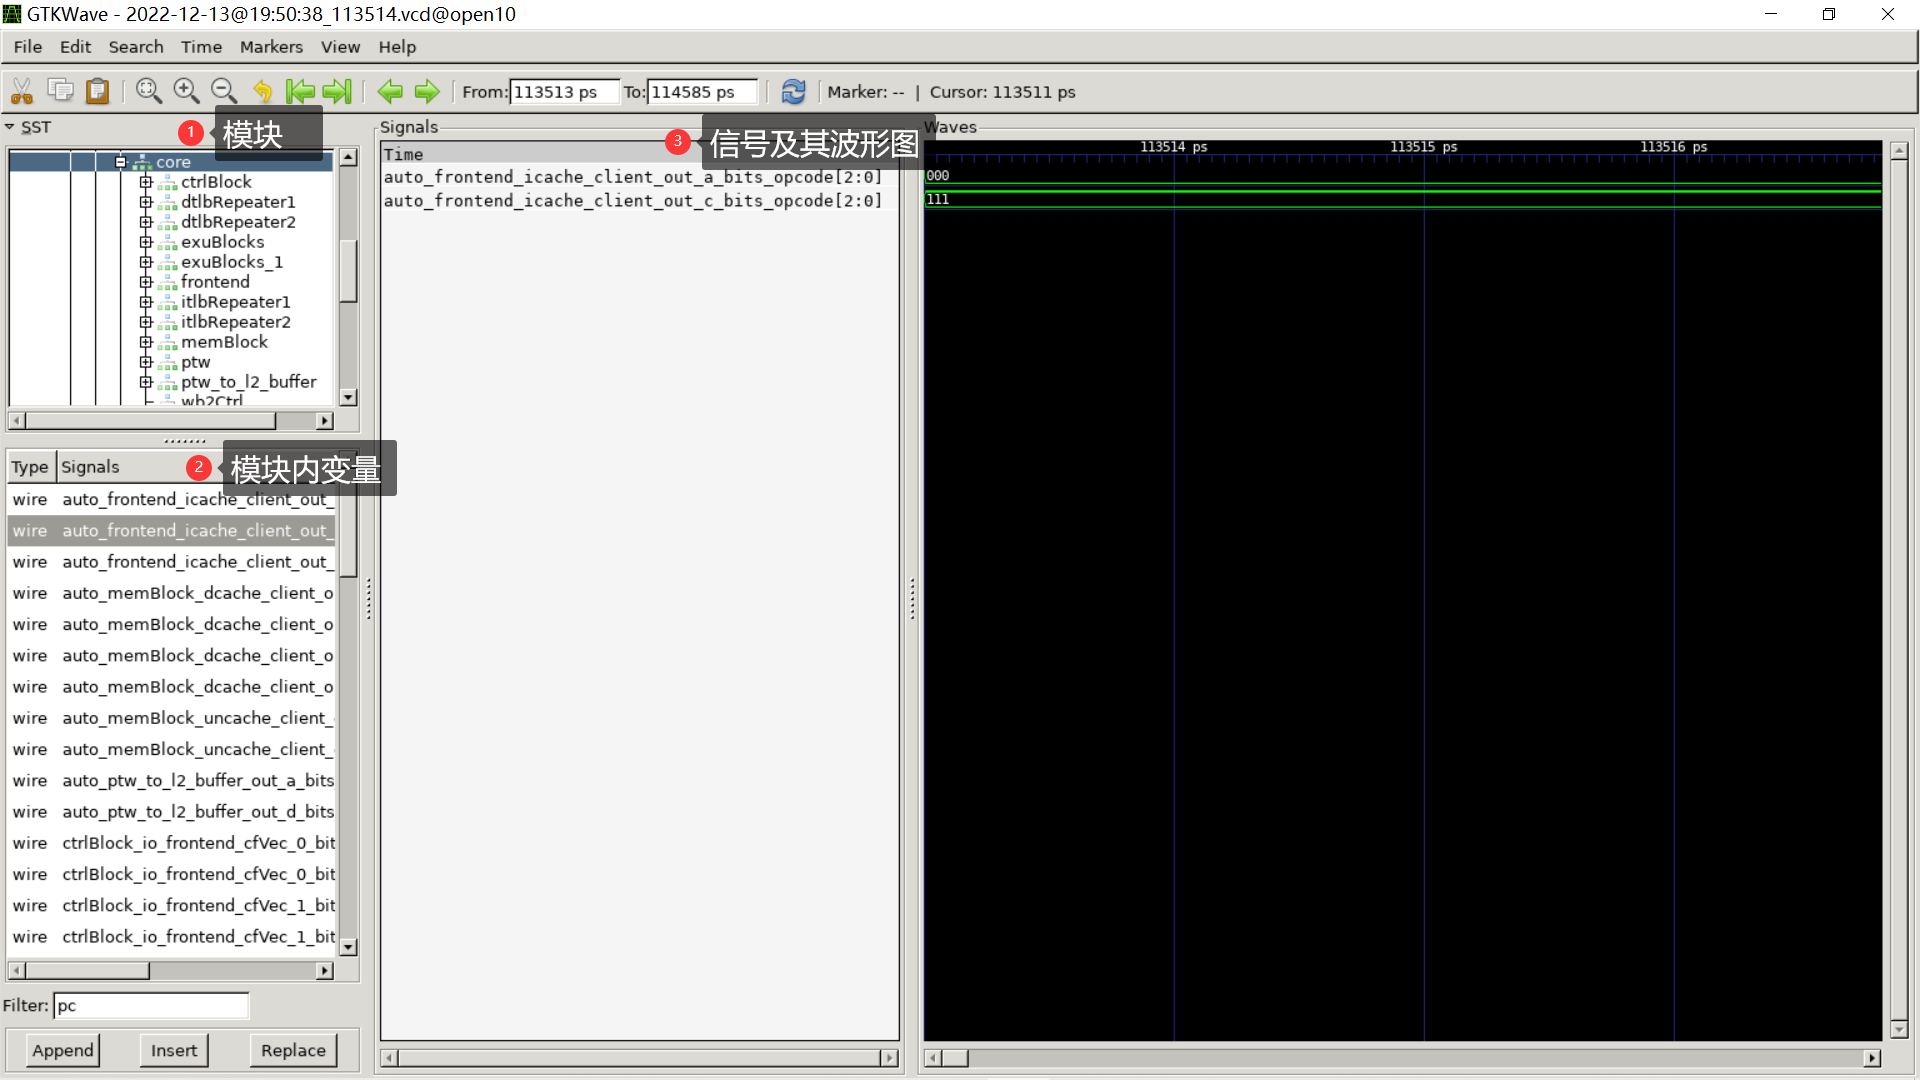 GTKWave - 2022-12-13@19:50:38_113514.vcd@open10
File Edit Search Time Markers View Help
From: 113513 ps To: 114585 ps Marker: -- | Cursor: 113511 ps
SST
1 模块
core
ctrlBlock
dtlbRepeater1
dtlbRepeater2
exuBlocks
exuBlocks_1
frontend
itlbRepeater1
itlbRepeater2
memBlock
ptw
ptw_to_l2_buffer
wb2Ctrl
2 模块内变量
Type Signals
wire auto_frontend_icache_client_out_
wire auto_frontend_icache_client_out_
wire auto_frontend_icache_client_out_
wire auto_memBlock_dcache_client_o
wire auto_memBlock_dcache_client_o
wire auto_memBlock_dcache_client_o
wire auto_memBlock_dcache_client_o
wire auto_memBlock_uncache_client_
wire auto_memBlock_uncache_client_
wire auto_ptw_to_l2_buffer_out_a_bits
wire auto_ptw_to_l2_buffer_out_d_bits
wire ctrlBlock_io_frontend_cfVec_0_bit
wire ctrlBlock_io_frontend_cfVec_0_bit
wire ctrlBlock_io_frontend_cfVec_1_bit
wire ctrlBlock_io_frontend_cfVec_1_bit
Filter: pc
Append Insert Replace
Signals
3 信号及其波形图
Time
auto_frontend_icache_client_out_a_bits_opcode[2:0]
auto_frontend_icache_client_out_c_bits_opcode[2:0]
Waves
113514 ps 113515 ps 113516 ps
000
111